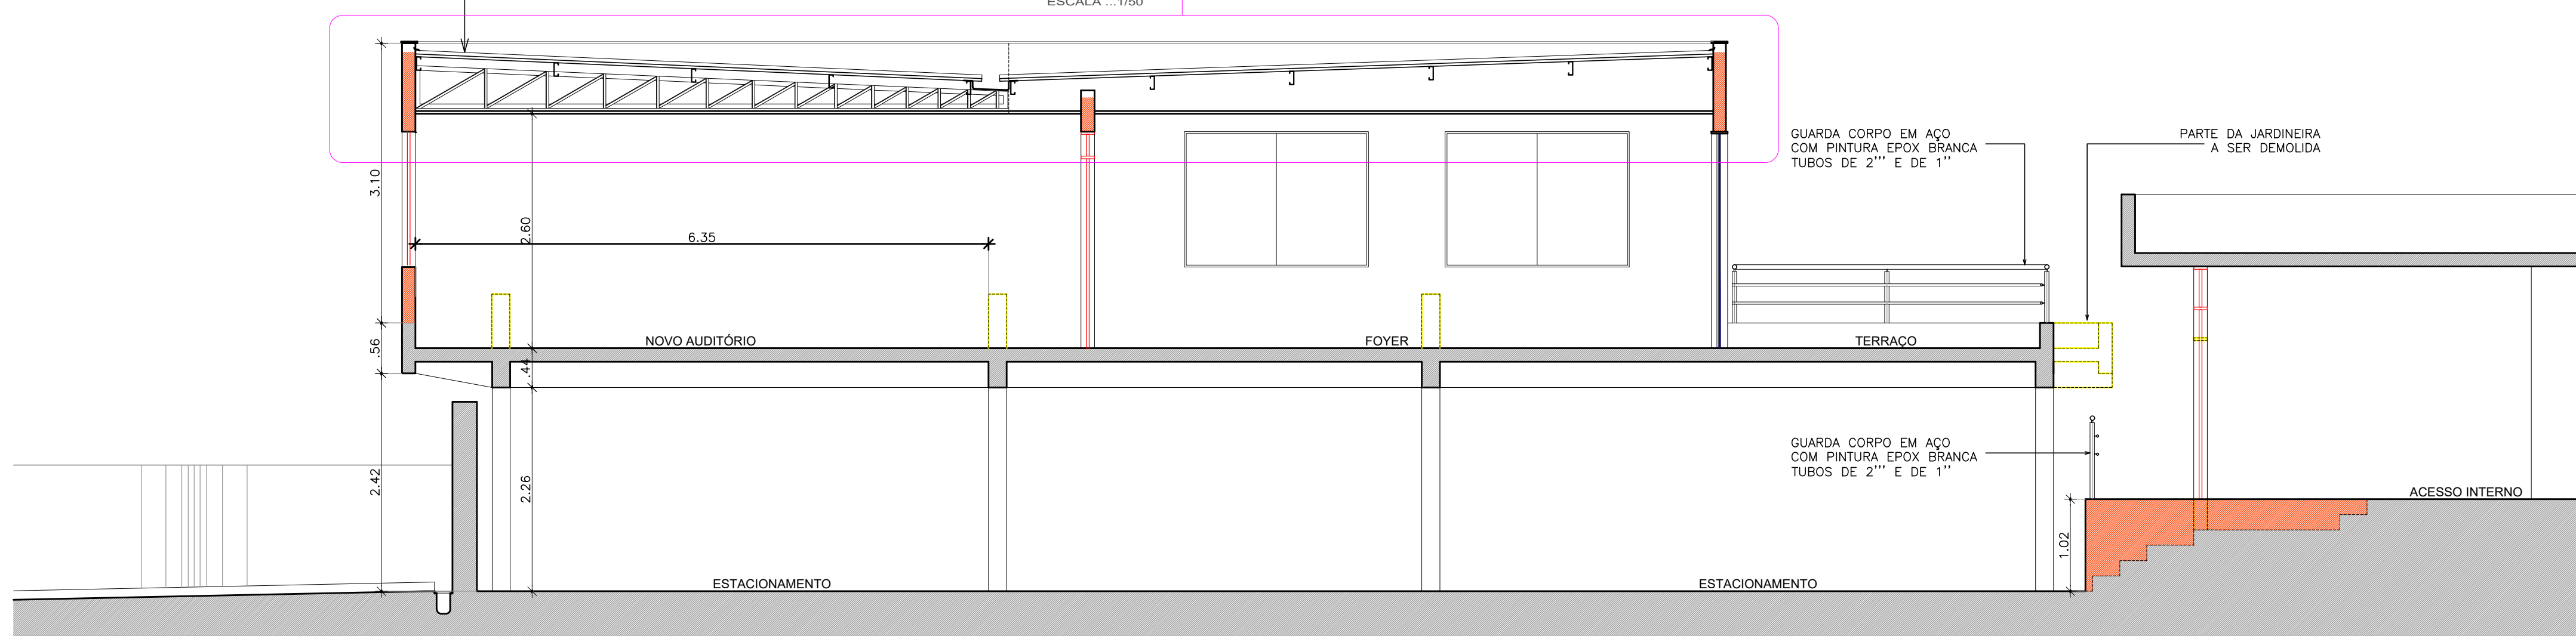 ESCALA ...1/50
GUARDA CORPO EM AÇO
COM PINTURA EPOX BRANCA
TUBOS DE 2''' E DE 1''
PARTE DA JARDINEIRA
A SER DEMOLIDA
3.10
2.60
6.35
NOVO AUDITÓRIO
FOYER
TERRAÇO
.56
.44
GUARDA CORPO EM AÇO
COM PINTURA EPOX BRANCA
TUBOS DE 2''' E DE 1''
2.42
2.26
ACESSO INTERNO
1.02
ESTACIONAMENTO
ESTACIONAMENTO